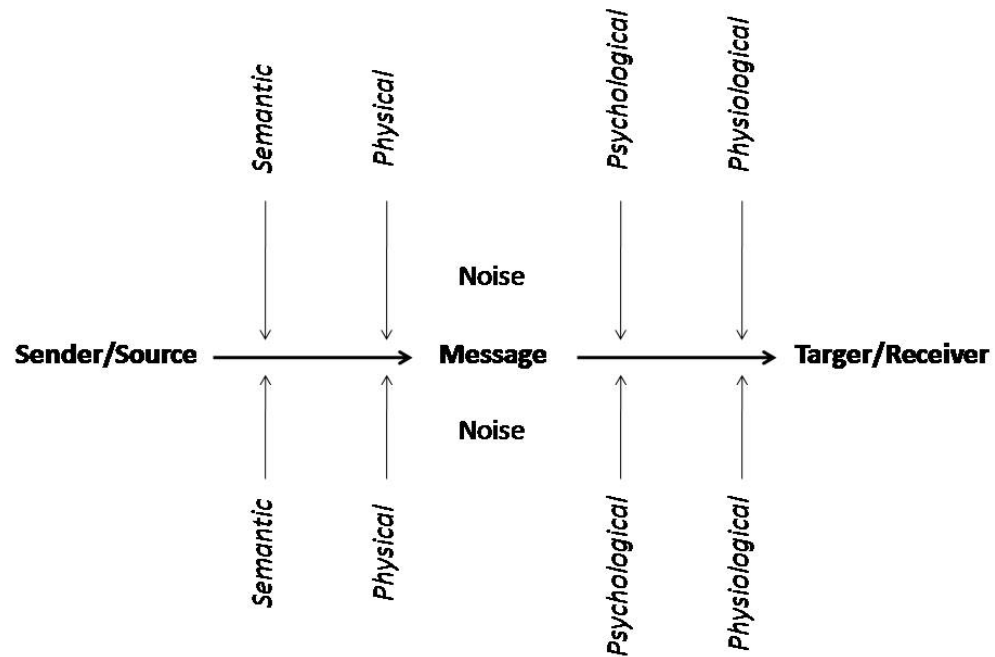 Semantic
Physical
Psychological
Physiological
Noise
Sender/Source
Message
Targer/Receiver
Noise
Semantic
Physical
Psychological
Physiological